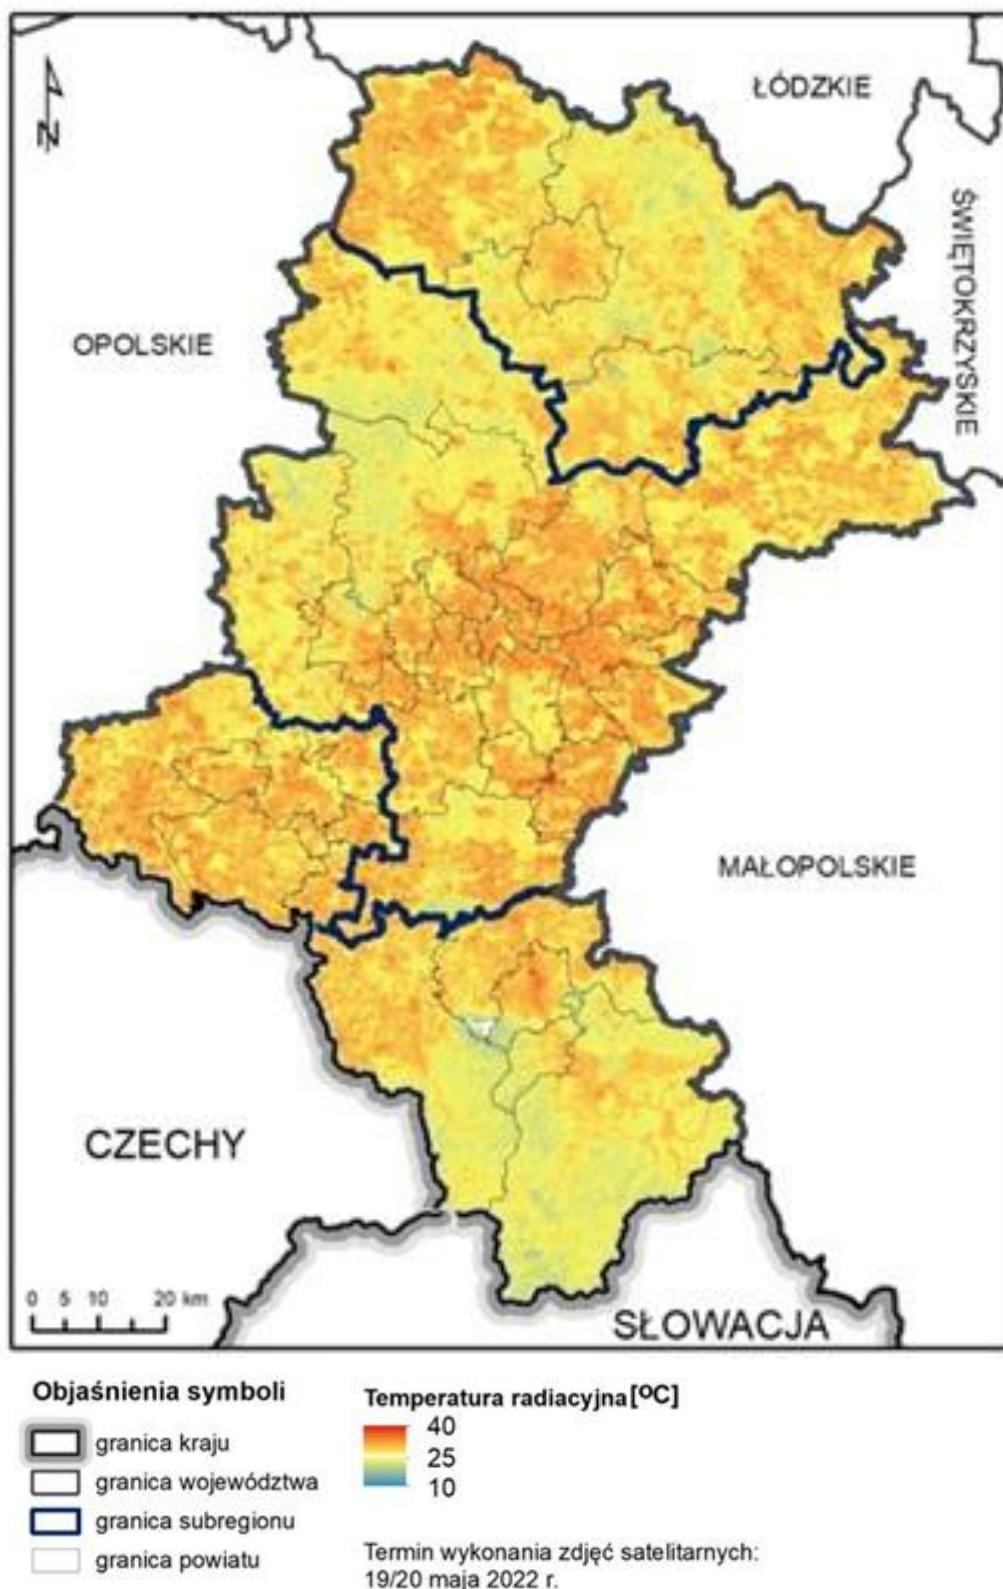 N
ŁÓDZKIE
ŚWIĘTOKRZYSKIE
OPOLSKIE
MAŁOPOLSKIE
CZECHY
SŁOWACJA
0 5 10 20 km
Objaśnienia symboli
granica kraju
granica województwa
granica subregionu
granica powiatu
Temperatura radiacyjna [ºC]
40
25
10
Termin wykonania zdjęć satelitarnych:
19/20 maja 2022 r.